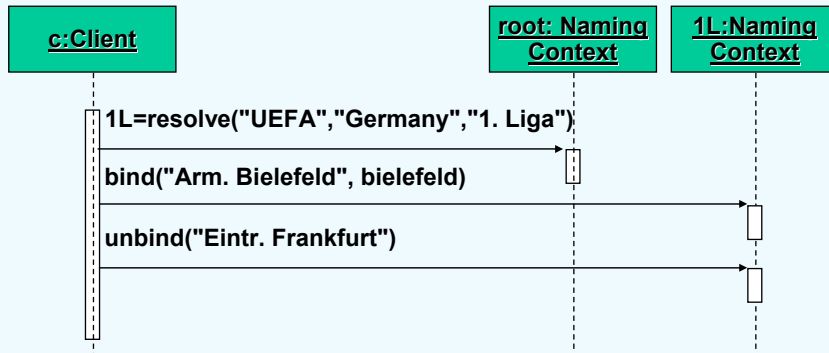 c:Client
root: Naming
Context
1L:Naming
Context
1L=resolve("UEFA","Germany","1. Liga")
bind("Arm. Bielefeld", bielefeld)
unbind("Eintr. Frankfurt")